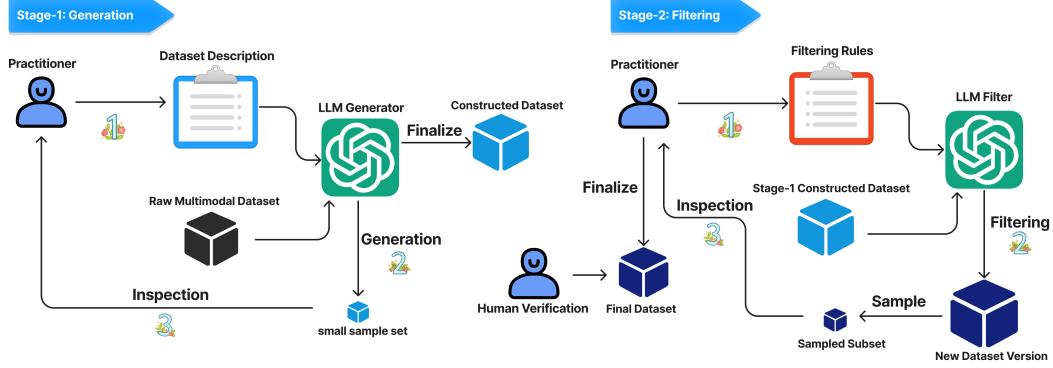 Stage-1: Generation
Practitioner
Dataset Description
1
LLM Generator
Finalize
Constructed Dataset
Raw Multimodal Dataset
Generation
2
Inspection
3
small sample set
Stage-2: Filtering
Practitioner
Filtering Rules
1
LLM Filter
Finalize
Stage-1 Constructed Dataset
Inspection
3
Filtering
2
Human Verification
Final Dataset
Sample
Sampled Subset
New Dataset Version